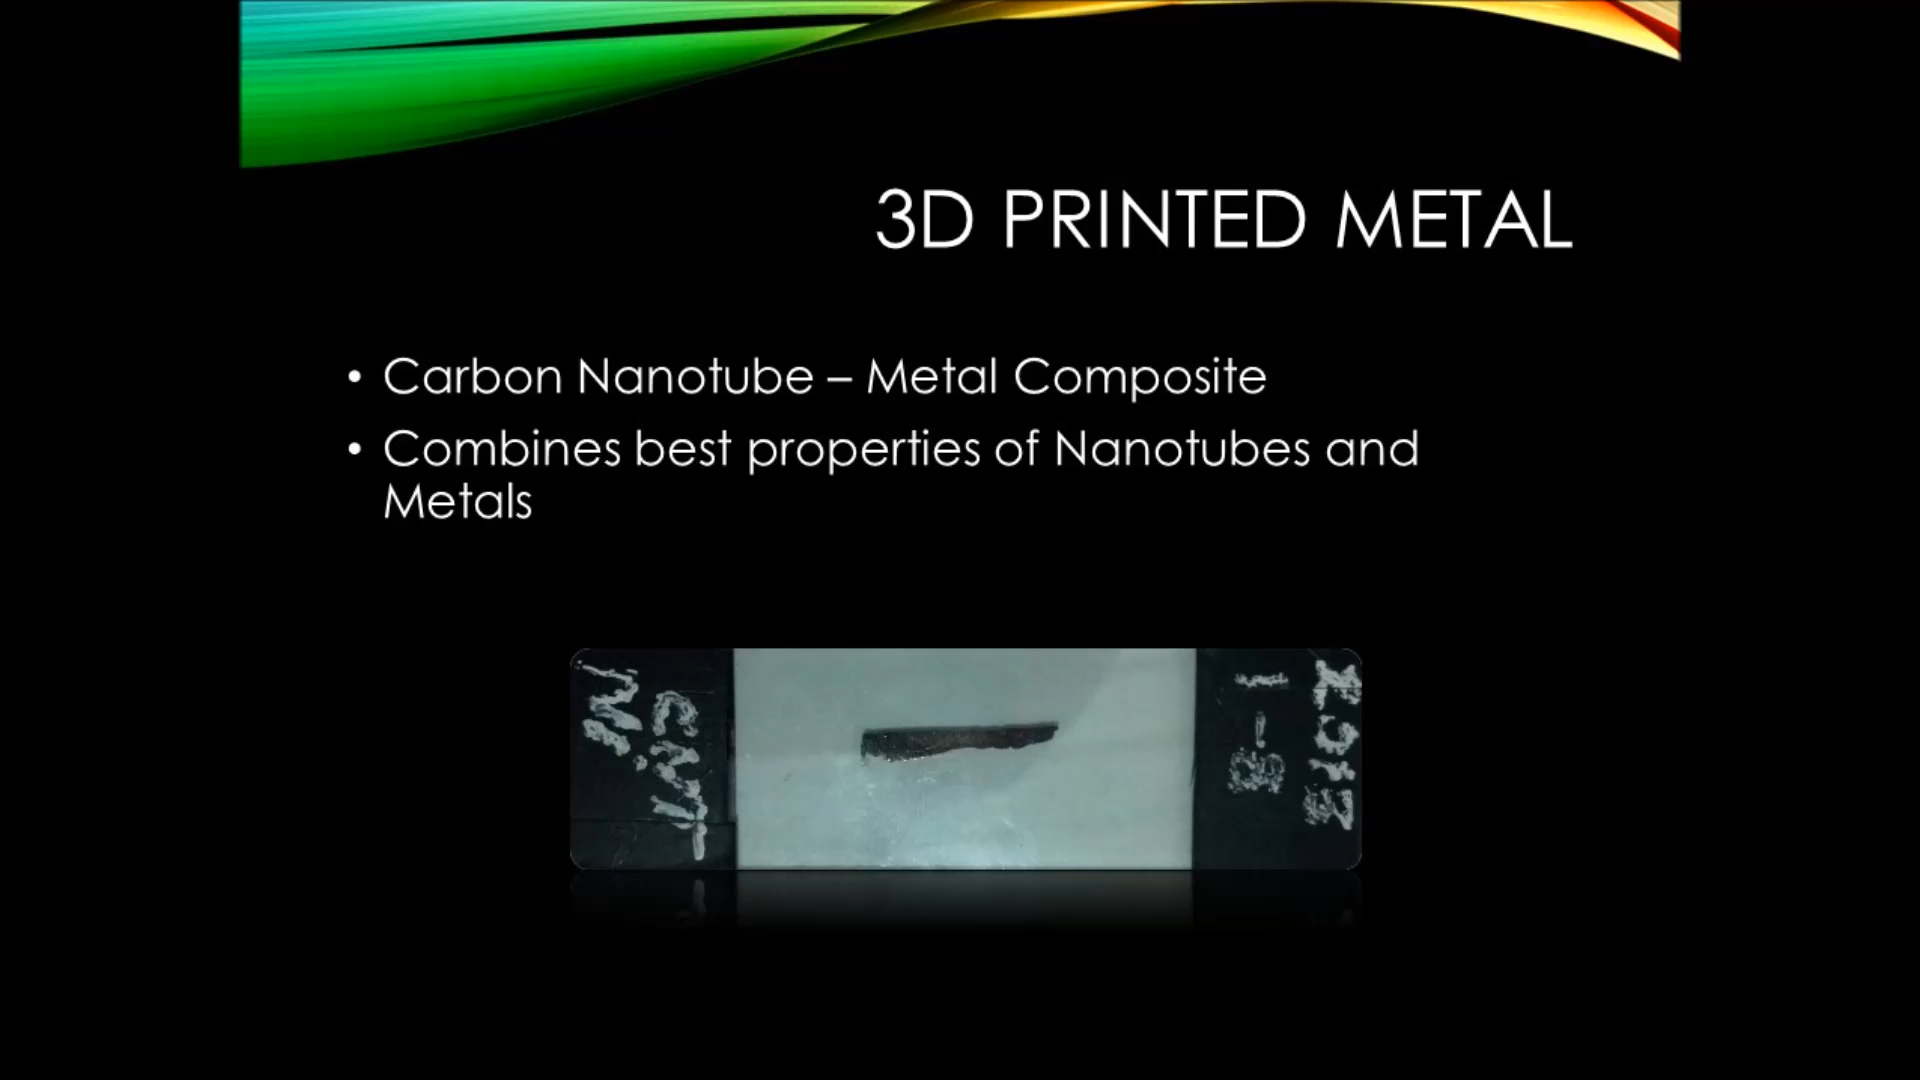 3D PRINTED METAL
• Carbon Nanotube – Metal Composite
• Combines best properties of Nanotubes and
Metals